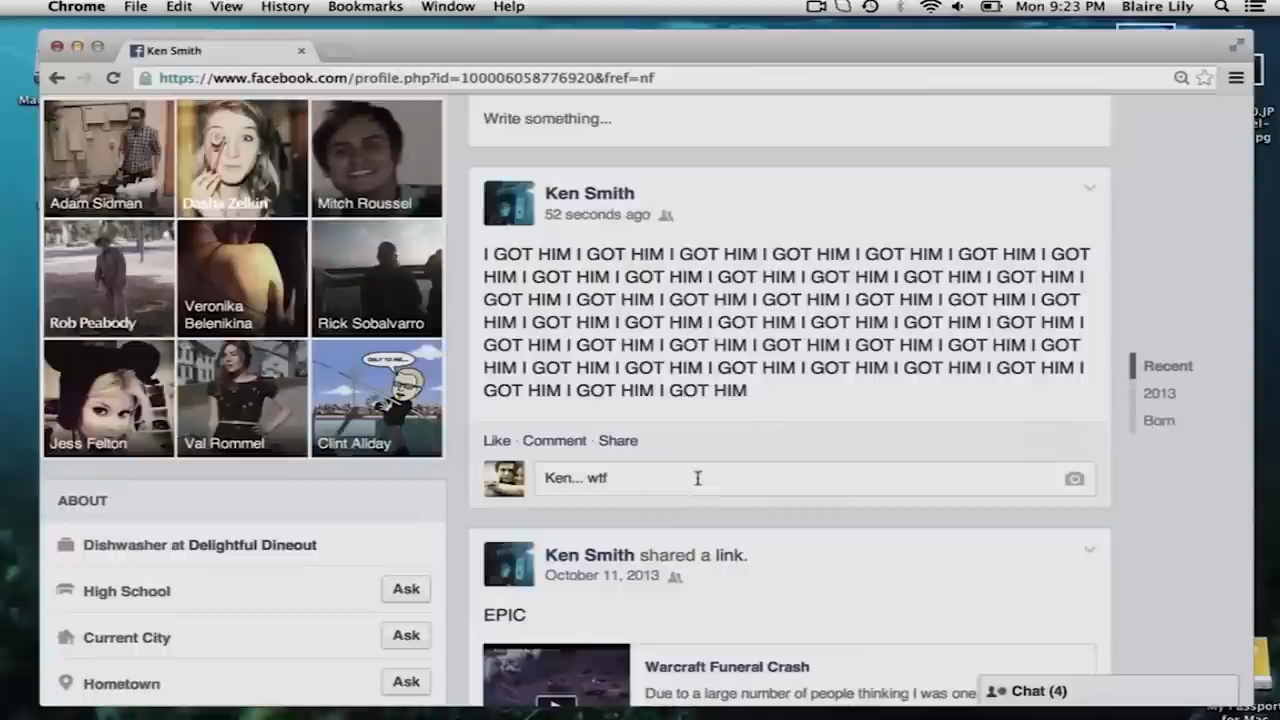 Chrome File Edit View History Bookmarks Window Help Mon 9:23 PM Blaire Lily
Ken Smith
https://www.facebook.com/profile.php?id=100006058776920&fref=nf
Adam Sidman
Dasha Zelkin
Mitch Roussel
Rob Peabody
Veronika
Belenikina
Rick Sobalvarro
Jess Felton
Val Rommel
Clint Allday
ABOUT
Dishwasher at Delightful Dineout
High School Ask
Current City Ask
Hometown Ask
Write something...
Ken Smith
52 seconds ago
I GOT HIM I GOT HIM I GOT HIM I GOT HIM I GOT HIM I GOT HIM I GOT
HIM I GOT HIM I GOT HIM I GOT HIM I GOT HIM I GOT HIM I GOT HIM I
GOT HIM I GOT HIM I GOT HIM I GOT HIM I GOT HIM I GOT HIM I GOT
HIM I GOT HIM I GOT HIM I GOT HIM I GOT HIM I GOT HIM I GOT HIM I
GOT HIM I GOT HIM I GOT HIM I GOT HIM I GOT HIM I GOT HIM I GOT
HIM I GOT HIM I GOT HIM I GOT HIM I GOT HIM I GOT HIM I GOT HIM I
GOT HIM I GOT HIM I GOT HIM
Like · Comment · Share
Ken... wtf
Ken Smith shared a link.
October 11, 2013
EPIC
Warcraft Funeral Crash
Due to a large number of people thinking I was one
Recent
2013
Born
Chat (4)
My Passport
for Mac